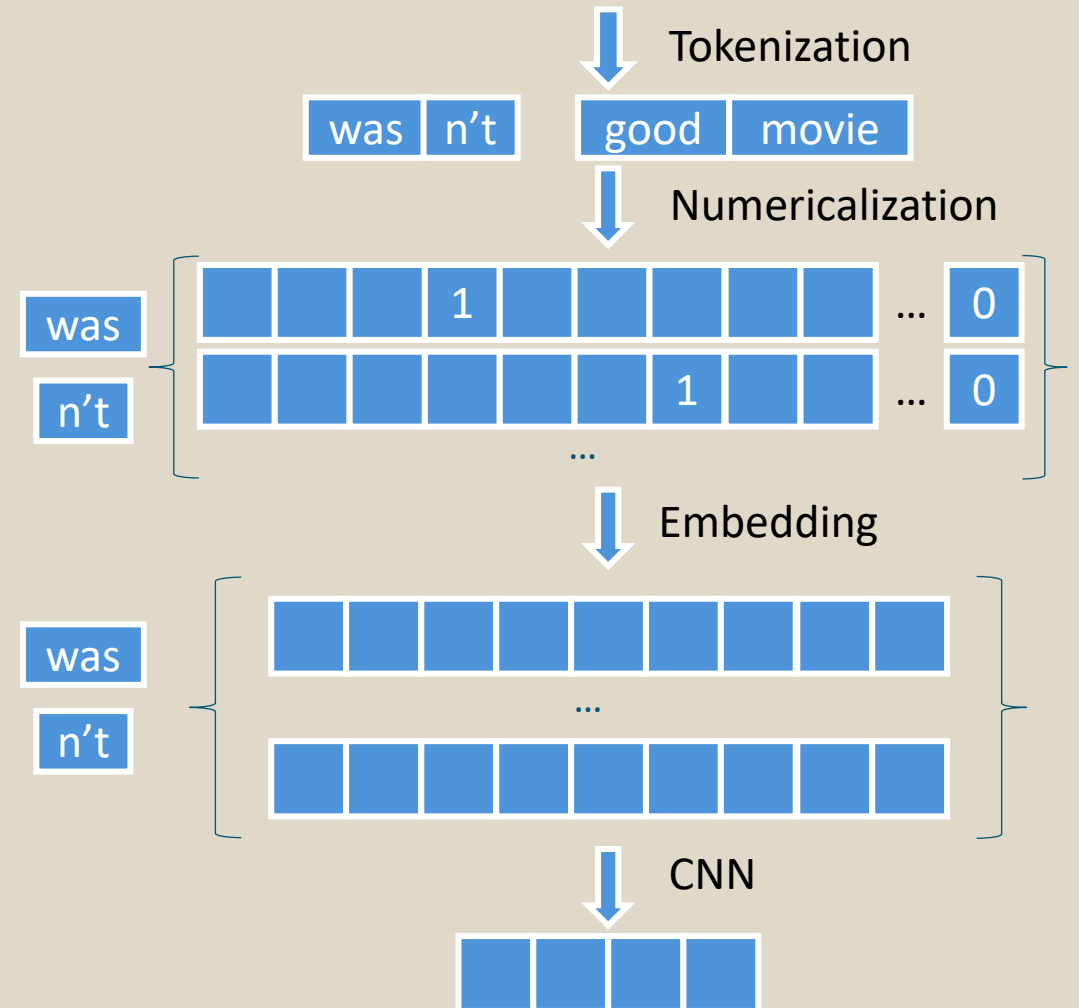 Tokenization
was n’t good movie
Numericalization
was
1 ... 0
n’t
1 ... 0
...
Embedding
was
...
n’t
CNN